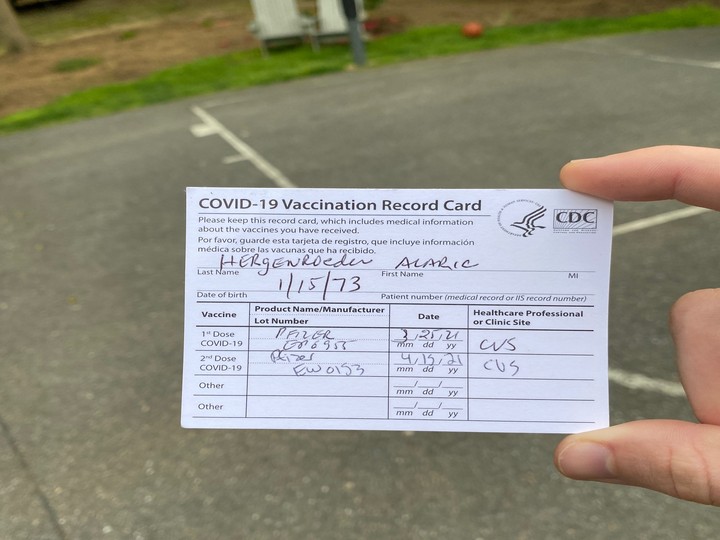 COVID-19 Vaccination Record Card
CDC
Please keep this record card, which includes medical information
about the vaccines you have received.
Por favor, guarde esta tarjeta de registro, que incluye información
médica sobre las vacunas que ha recibido.
HERgENROeder ALARIC
Last Name First Name MI
1/15/73
Date of birth Patient number (medical record or IIS record number)
Vaccine Product Name/Manufacturer Date Healthcare Professional
Lot Number or Clinic Site
1st Dose PFIZER 3/25/21 CVS
COVID-19 mm dd yy
2nd Dose Pfizer 4/15/21 CVS
COVID-19 EW0153 mm dd yy
Other / /
mm dd yy
Other / /
mm dd yy